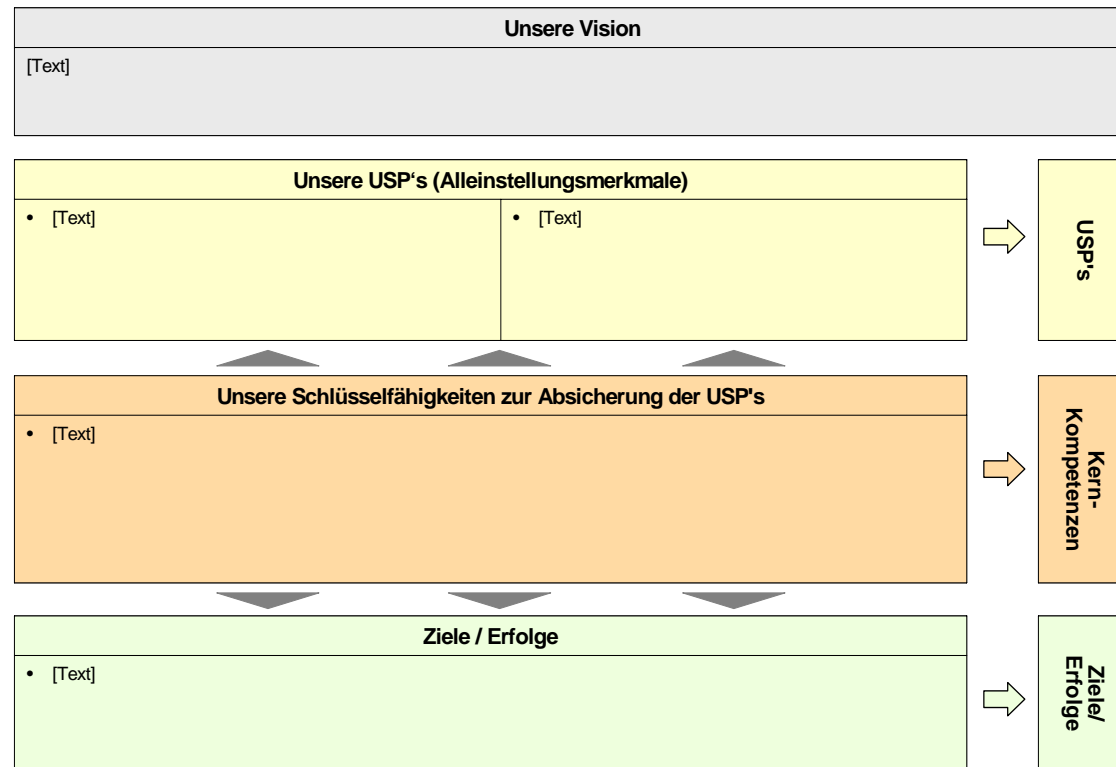 Unsere Vision
[Text]
Unsere USP‘s (Alleinstellungsmerkmale)
• [Text]
• [Text]
USP's
Unsere Schlüsselfähigkeiten zur Absicherung der USP's
• [Text]
Kern-
Kompetenzen
Ziele / Erfolge
• [Text]
Ziele/
Erfolge